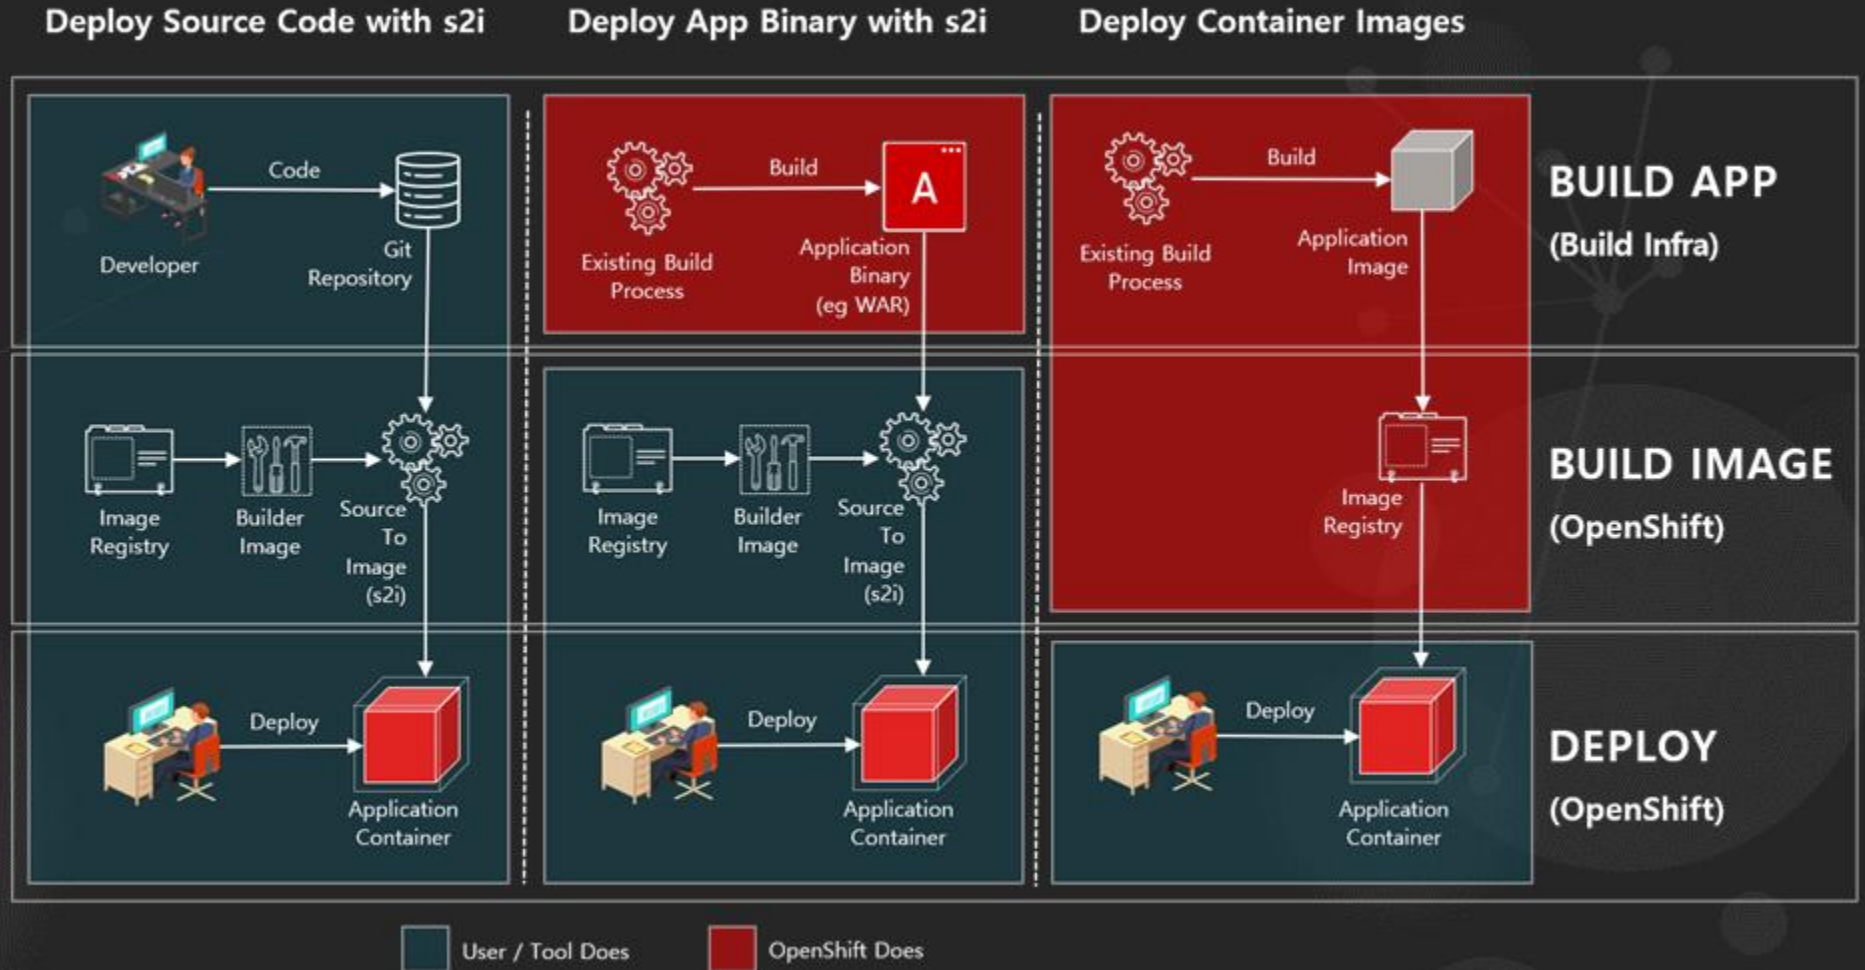 Deploy Source Code with s2i
Deploy App Binary with s2i
Deploy Container Images
Code
Developer
Git
Repository
Build
A
Existing Build
Process
Application
Binary
(eg WAR)
Build
Existing Build
Process
Application
Image
BUILD APP
(Build Infra)
Image
Registry
Builder
Image
Source
To
Image
(s2i)
Image
Registry
Builder
Image
Source
To
Image
(s2i)
Image
Registry
BUILD IMAGE
(OpenShift)
Deploy
Application
Container
Deploy
Application
Container
Deploy
Application
Container
DEPLOY
(OpenShift)
User / Tool Does
OpenShift Does